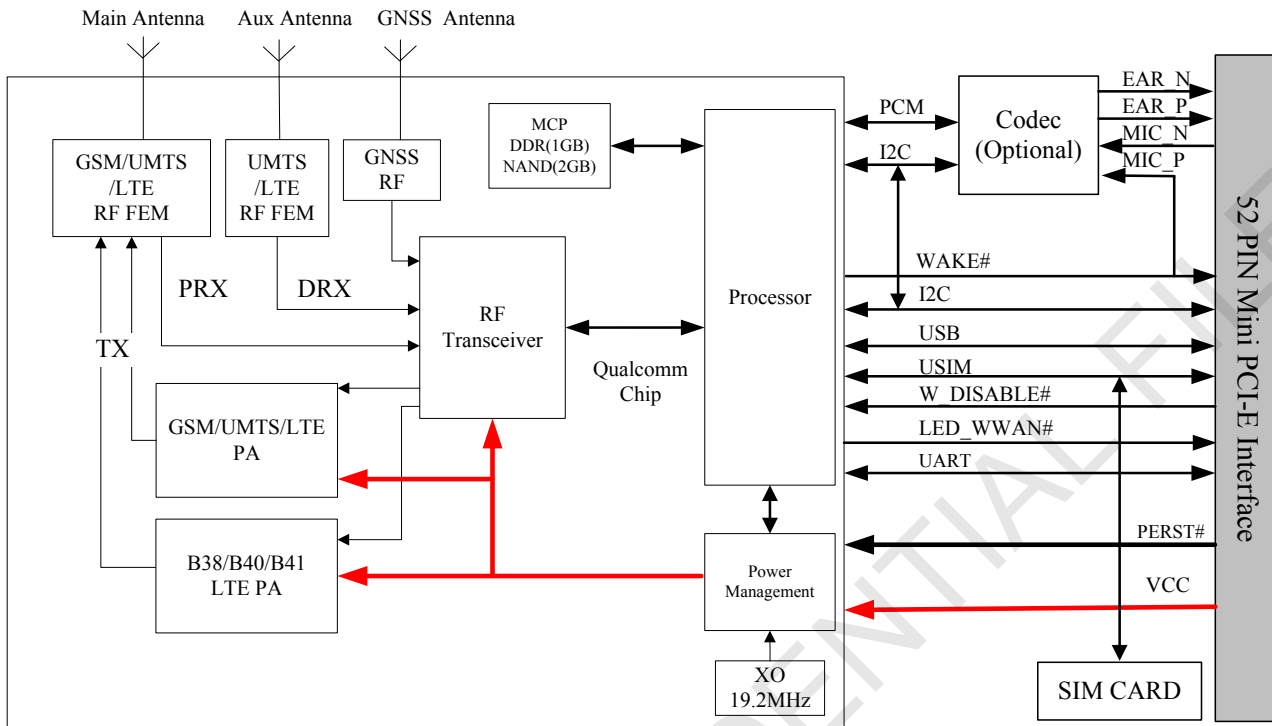 Main Antenna
Aux Antenna
GNSS Antenna
GSM/UMTS
/LTE
RF FEM
UMTS
/LTE
RF FEM
GNSS
RF
MCP
DDR(1GB)
NAND(2GB)
PRX
DRX
TX
RF
Transceiver
Qualcomm
Chip
Processor
GSM/UMTS/LTE
PA
B38/B40/B41
LTE PA
Power
Management
XO
19.2MHz
PCM
I2C
Codec
(Optional)
EAR_N
EAR_P
MIC_N
MIC_P
WAKE#
I2C
USB
USIM
W_DISABLE#
LED_WWAN#
UART
PERST#
VCC
SIM CARD
52 PIN Mini PCI-E Interface